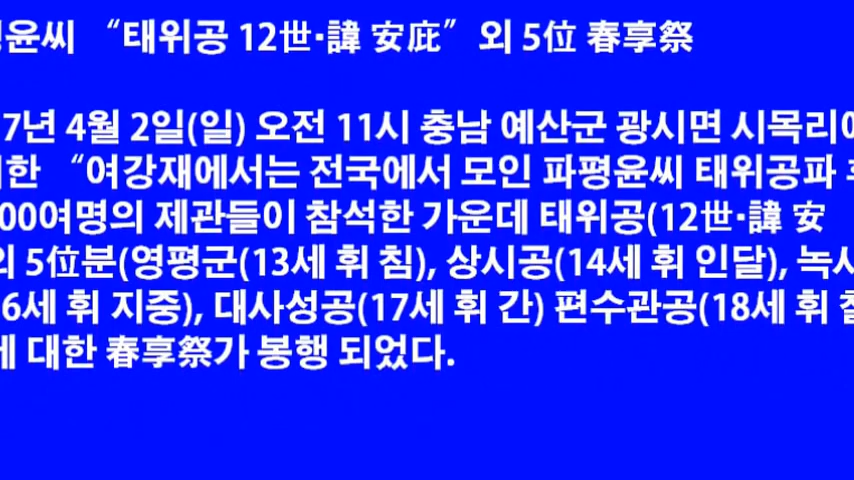 윤씨 “태위공 12世·諱 安庇” 외 5位 春享祭
7년 4월 2일(일) 오전 11시 충남 예산군 광시면 시목리에
한 “여강재에서는 전국에서 모인 파평윤씨 태위공파
00여명의 제관들이 참석한 가운데 태위공(12世·諱 安
외 5位분(영평군(13세 휘 침), 상시공(14세 휘 인달), 녹사
6세 휘 지중), 대사성공(17세 휘 간) 편수관공(18세 휘
에 대한 春享祭가 봉행 되었다.